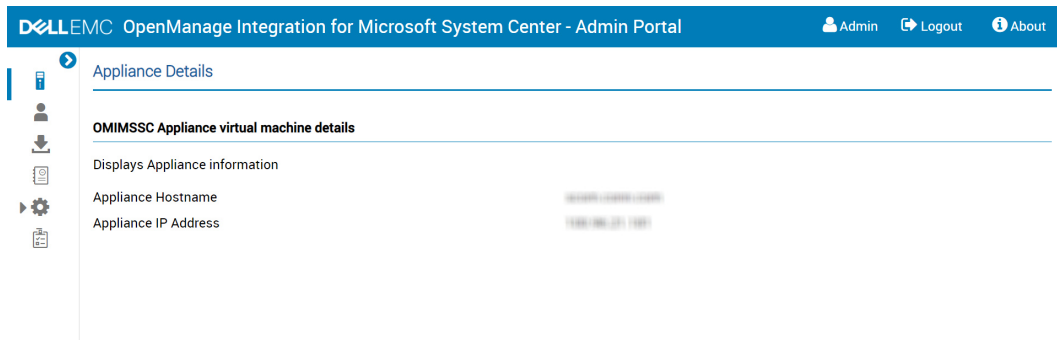 DELLEMC OpenManage Integration for Microsoft System Center - Admin Portal Admin Logout About
Appliance Details
OMIMSSC Appliance virtual machine details
Displays Appliance information
Appliance Hostname
Appliance IP Address